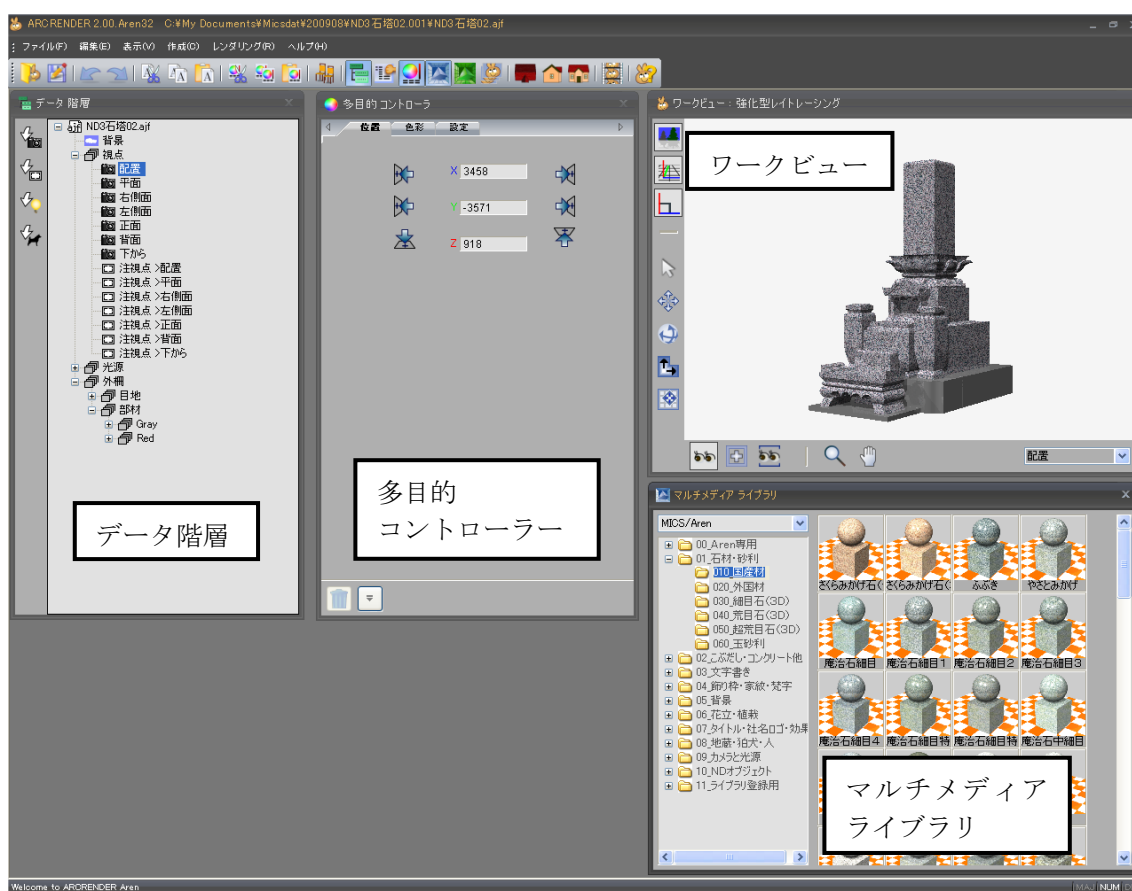 ARCRENDER 2.00. Aren32 C:¥My Documents¥Micsdat¥200908¥ND3石塔02.001¥ND3石塔02.ajf
ファイル(F) 編集(E) 表示(V) 作成(C) レンダリング(R) ヘルプ(H)
データ 階層
ND3石塔02.ajf
背景
視点
配置
平面
右側面
左側面
正面
背面
下から
注視点 >配置
注視点 >平面
注視点 >右側面
注視点 >左側面
注視点 >正面
注視点 >背面
注視点 >下から
光源
外柵
目地
部材
Gray
Red
データ階層
多目的 コントローラ
位置 色彩 設定
X 3458
Y -3571
Z 918
多目的
コントローラー
ワークビュー : 強化型レイトレーシング
ワークビュー
配置
マルチメディア ライブラリ
MICS/Aren
00_Aren専用
01_石材・砂利
010_国産材
020_外国材
030_細目石(3D)
040_荒目石(3D)
050_超荒目石(3D)
060_玉砂利
02_こぶだし・コンクリート他
03_文字書き
04_飾り枠・家紋・梵字
05_背景
06_花立・植栽
07_タイトル・社名ロゴ・効果
08_地蔵・狛犬・人
09_カメラと光源
10_NDオブジェクト
11_ライブラリ登録用
さくらみかげ石( さくらみかげ石( ふぶき やさとみかげ
庵治石細目 庵治石細目1 庵治石細目2 庵治石細目3
庵治石細目4 庵治石細目特 庵治石細目特 庵治石中細目
マルチメディア
ライブラリ
Welcome to ARCRENDER Aren
MAJ NUM